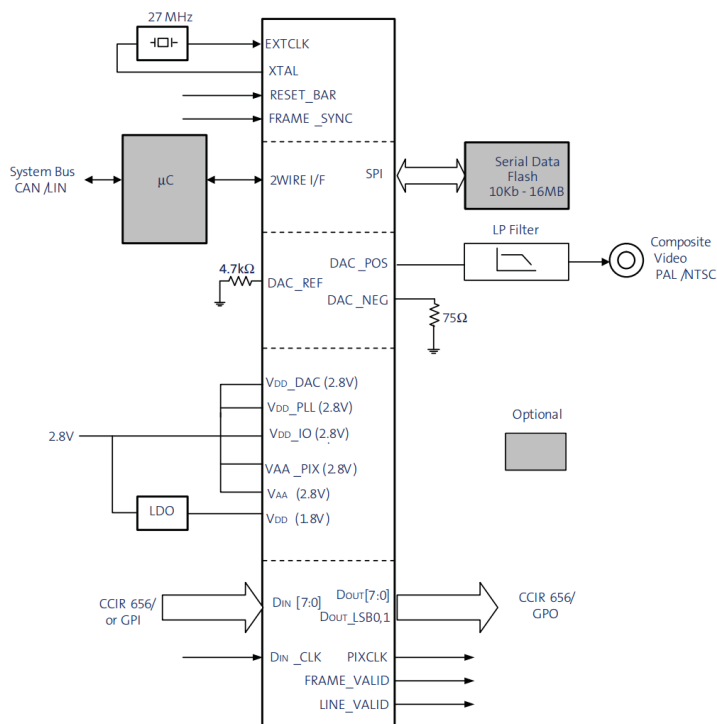 27 MHz
EXTCLK
XTAL
RESET_BAR
FRAME _SYNC
System Bus
CAN /LIN
µC
2WIRE I/F
SPI
Serial Data
Flash
10Kb - 16MB
LP Filter
4.7kΩ
DAC_REF
DAC_POS
DAC_NEG
75Ω
Composite
Video
PAL /NTSC
2.8V
LDO
VDD_DAC (2.8V)
VDD_PLL (2.8V)
VDD_IO (2.8V)
VAA _PIX (2.8V)
VAA (2.8V)
VDD (1.8V)
Optional
CCIR 656/
or GPI
DIN [7:0]
DOUT[7:0]
DOUT_LSB0,1
CCIR 656/
GPO
DIN _CLK
PIXCLK
FRAME_VALID
LINE_VALID